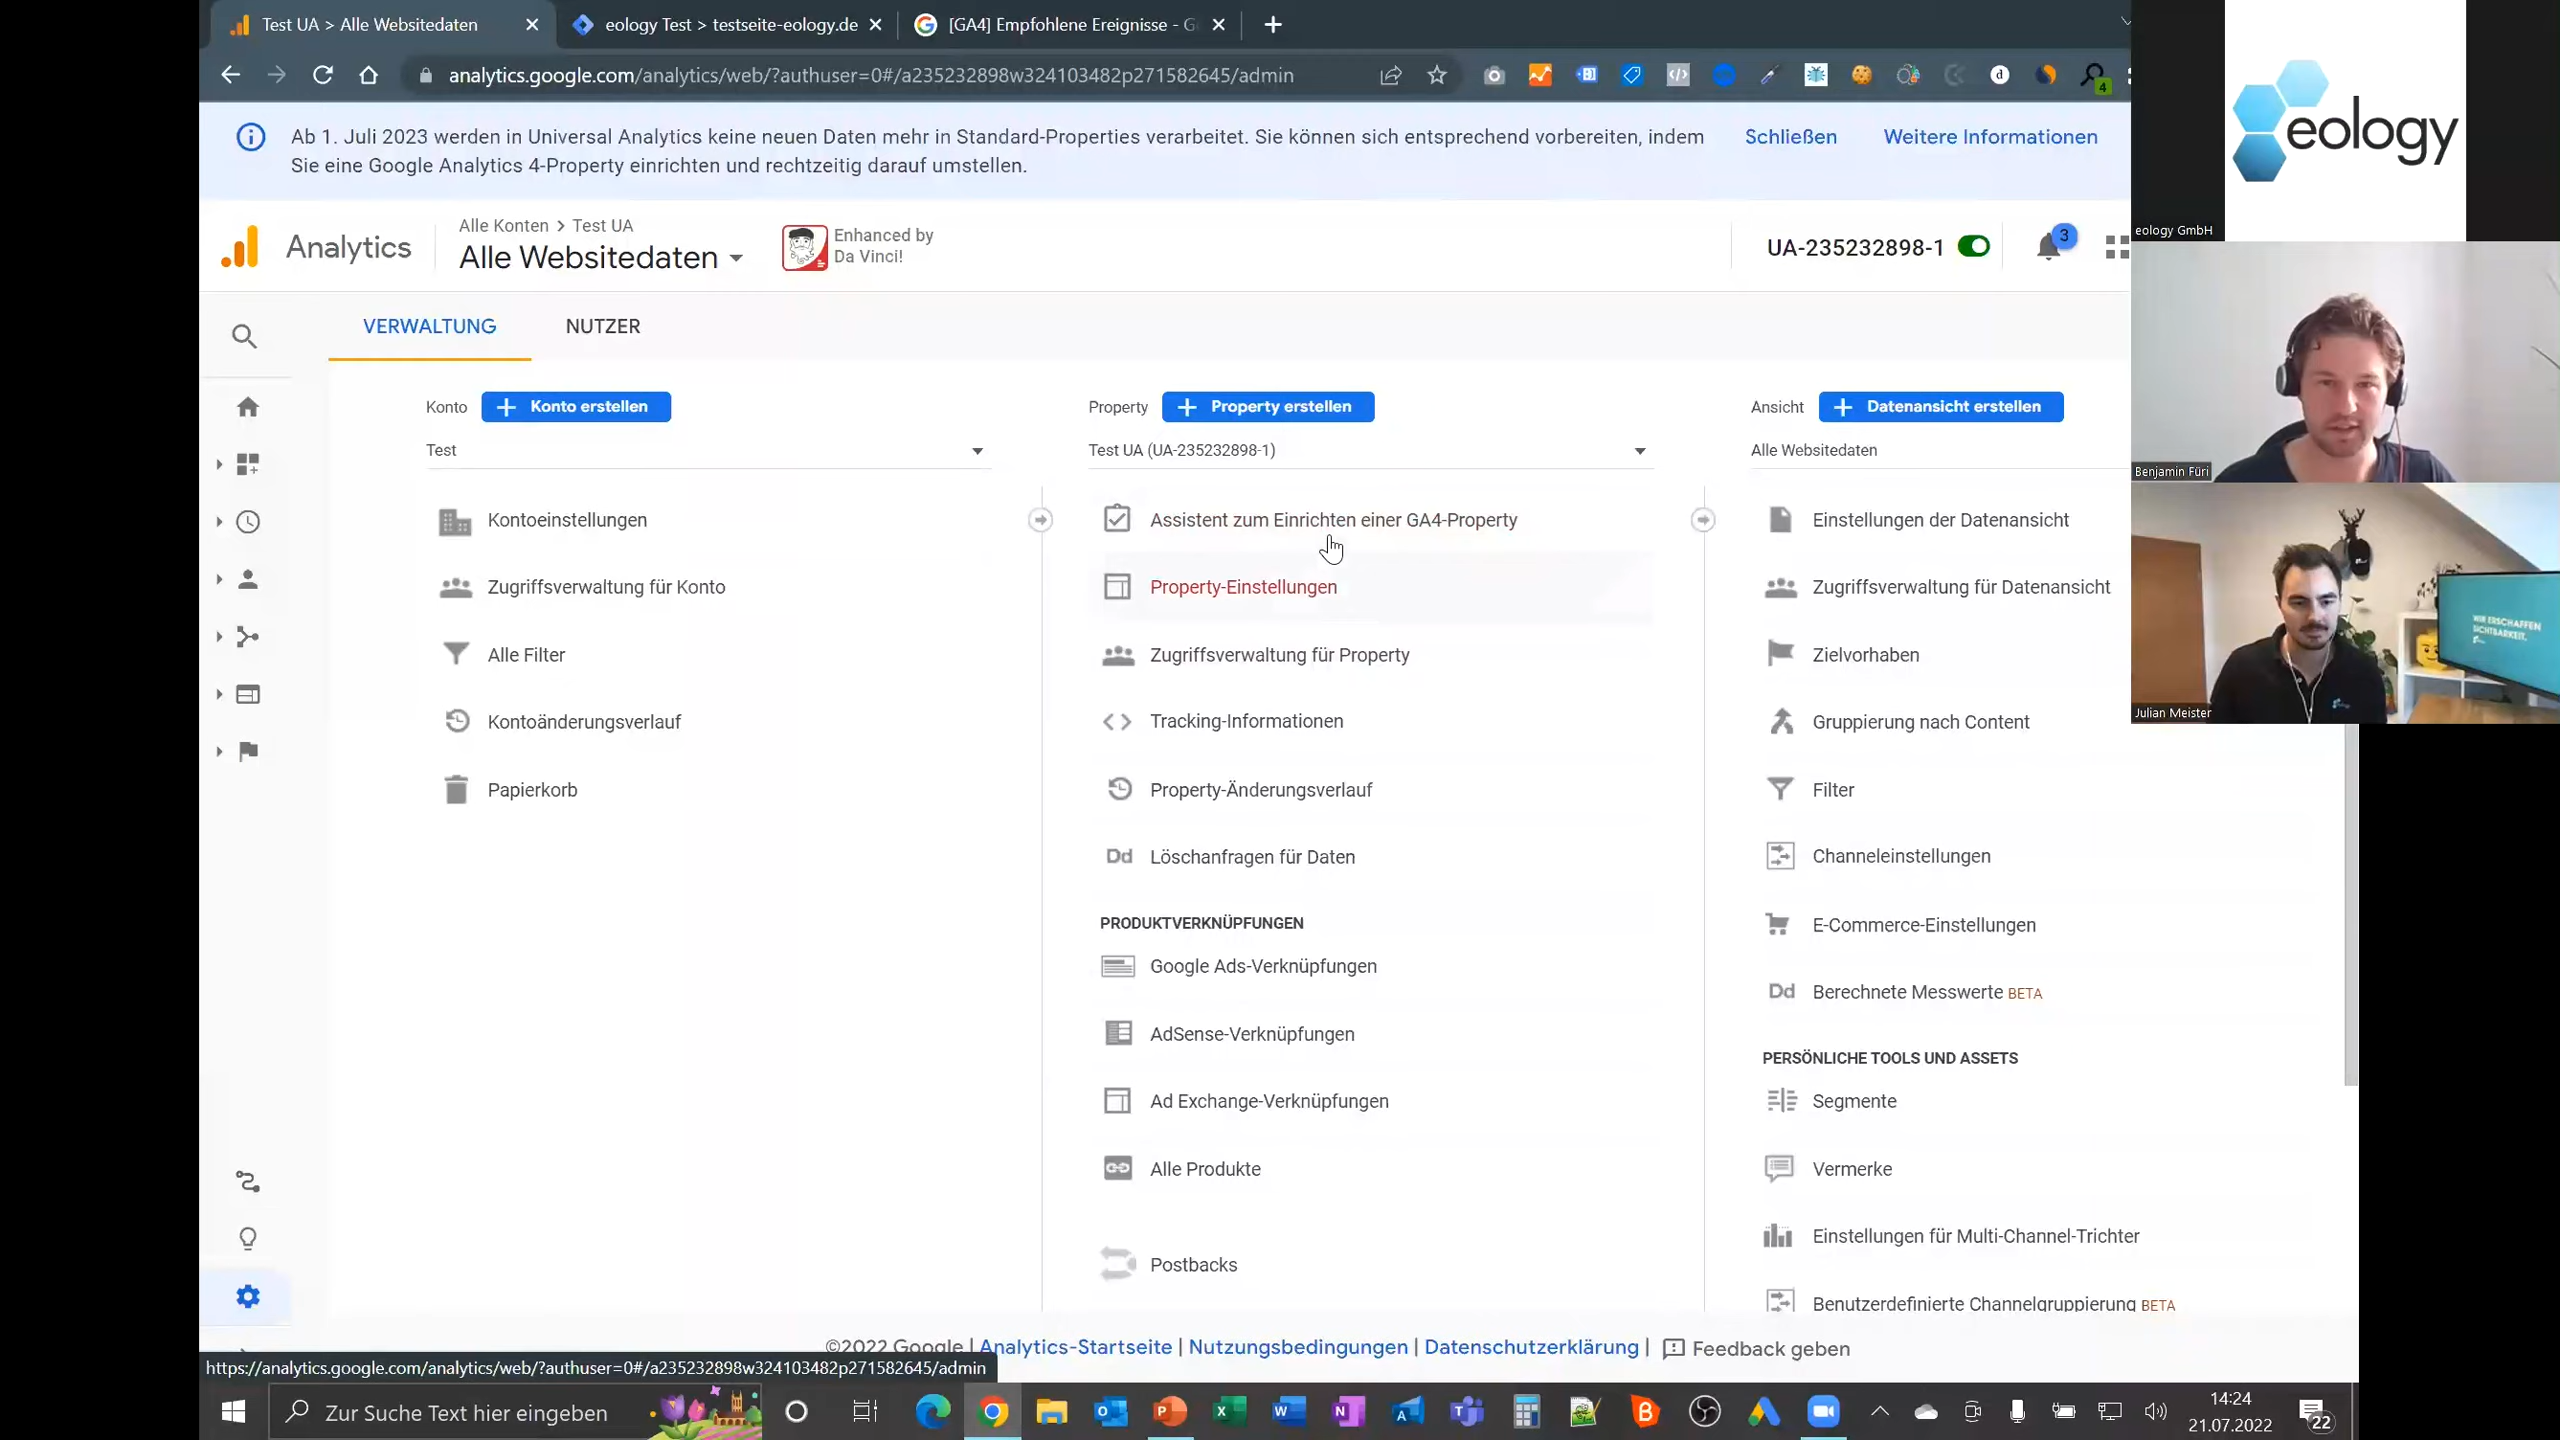 Test UA > Alle Websitedaten
eology Test > testseite-eology.de
[GA4] Empfohlene Ereignisse - G
analytics.google.com/analytics/web/?authuser=0#/a235232898w324103482p271582645/admin
4
Ab 1. Juli 2023 werden in Universal Analytics keine neuen Daten mehr in Standard-Properties verarbeitet. Sie können sich entsprechend vorbereiten, indem
Sie eine Google Analytics 4-Property einrichten und rechtzeitig darauf umstellen.
Schließen
Weitere Informationen
eology
eology GmbH
Analytics
Alle Konten > Test UA
Alle Websitedaten
Enhanced by
Da Vinci!
UA-235232898-1
3
VERWALTUNG
NUTZER
Benjamin Füri
Julian Meister
WIR ERSCHAFFEN
SICHTBARKEIT.
Konto
Konto erstellen
Test
Kontoeinstellungen
Zugriffsverwaltung für Konto
Alle Filter
Kontoänderungsverlauf
Papierkorb
Property
Property erstellen
Test UA (UA-235232898-1)
Assistent zum Einrichten einer GA4-Property
Property-Einstellungen
Zugriffsverwaltung für Property
Tracking-Informationen
Property-Änderungsverlauf
Dd Löschanfragen für Daten
PRODUKTVERKNÜPFUNGEN
Google Ads-Verknüpfungen
AdSense-Verknüpfungen
Ad Exchange-Verknüpfungen
Alle Produkte
Postbacks
Ansicht
Datenansicht erstellen
Alle Websitedaten
Einstellungen der Datenansicht
Zugriffsverwaltung für Datenansicht
Zielvorhaben
Gruppierung nach Content
Filter
Channeleinstellungen
E-Commerce-Einstellungen
Dd Berechnete Messwerte BETA
PERSÖNLICHE TOOLS UND ASSETS
Segmente
Vermerke
Einstellungen für Multi-Channel-Trichter
Benutzerdefinierte Channelgruppierung BETA
©2022 Google | Analytics-Startseite | Nutzungsbedingungen | Datenschutzerklärung | Feedback geben
https://analytics.google.com/analytics/web/?authuser=0#/a235232898w324103482p271582645/admin
Zur Suche Text hier eingeben
14:24
21.07.2022
22